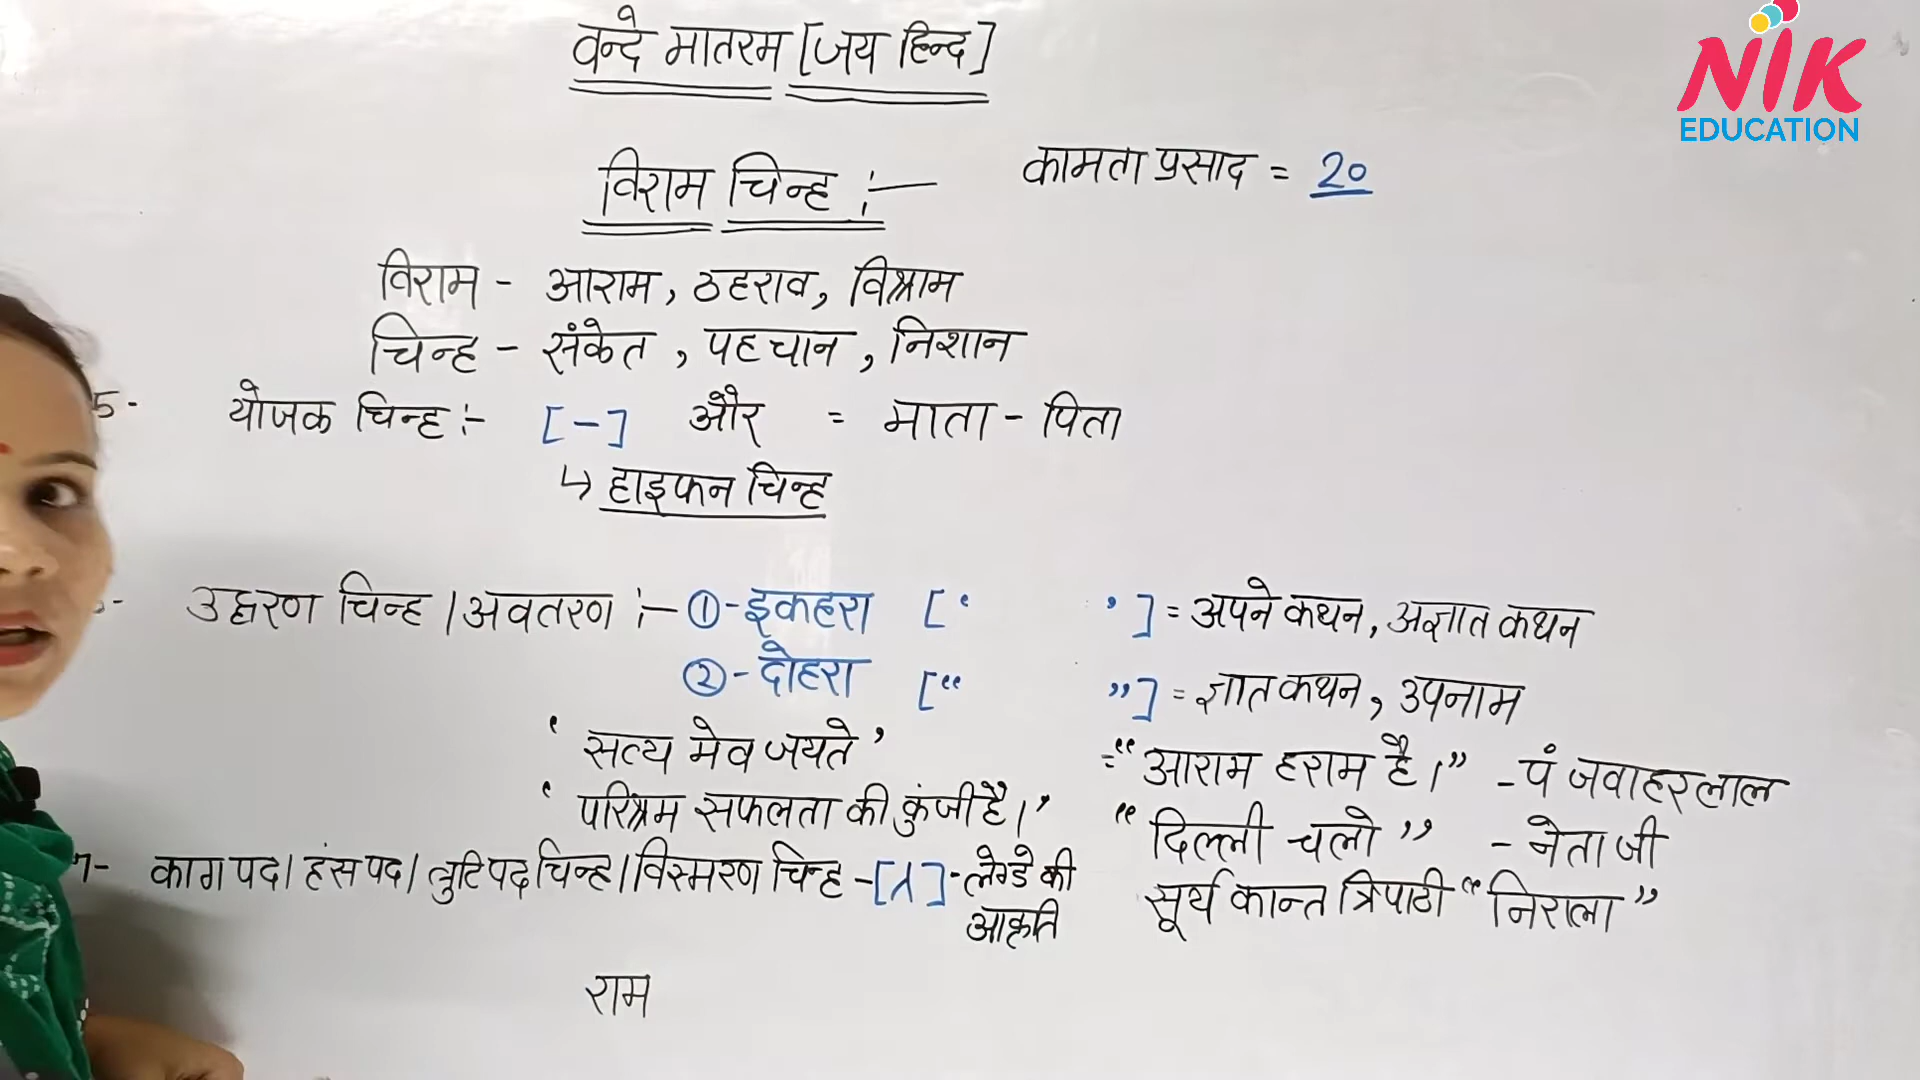 वन्दे मातरम [जय हिन्द]
NIK
EDUCATION
विराम चिन्ह :—
कामता प्रसाद = 20
विराम - आराम, ठहराव, विश्राम
चिन्ह - संकेत, पहचान, निशान
5- योजक चिन्ह :- [-] और = माता - पिता
↳ हाइफन चिन्ह
उद्धरण चिन्ह / अवतरण :- ①-इकहरा [‘ ’] = अपने कथन, अज्ञात कथन
②-दोहरा [“ ”] = ज्ञात कथन, उपनाम
‘सत्य मेव जयते’
= “आराम हराम है।” - पं जवाहरलाल
‘परिश्रम सफलता की कुंजी है।’
“दिल्ली चलो” - नेता जी
7- कागपद / हंसपद / त्रुटिपद चिन्ह / विस्मरण चिन्ह - [⁁] - लेग्डे की
आकृति
सूर्य कान्त त्रिपाठी “निराला”
राम